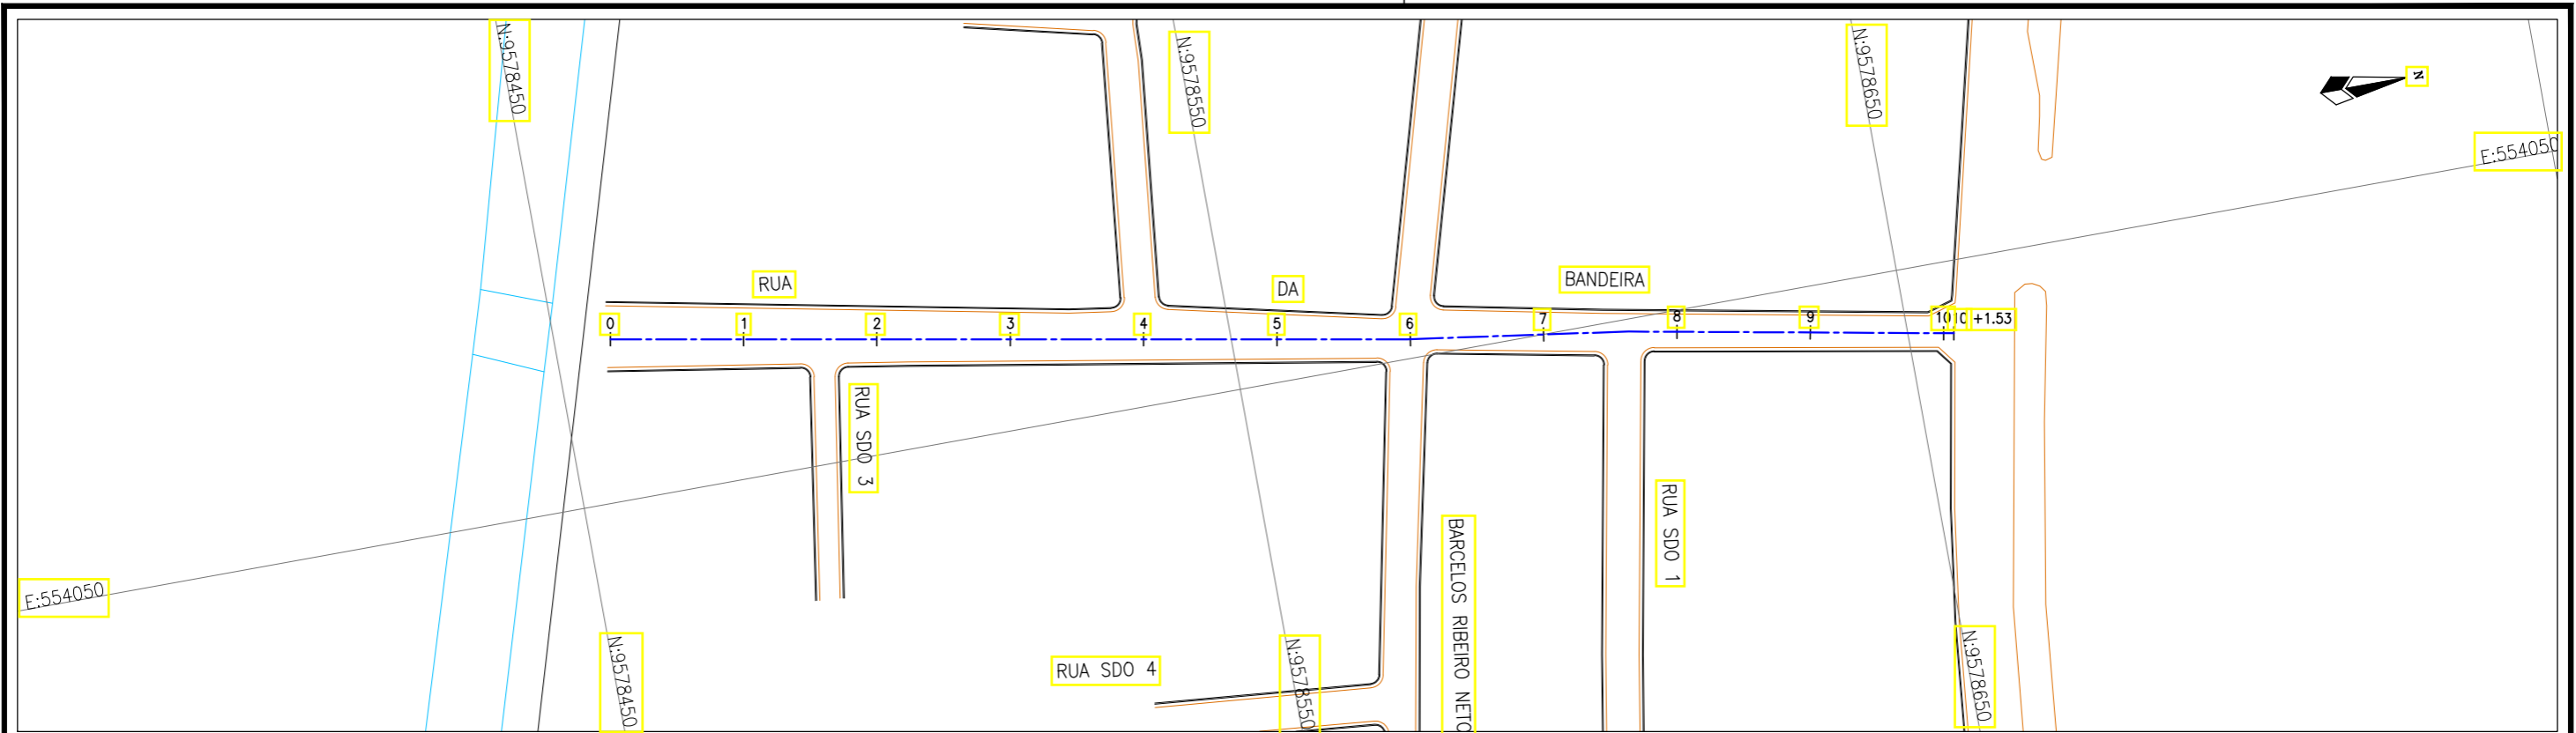 N:9578450
N:9578550
N:9578650
N
E:554050
RUA DA BANDEIRA
0 1 2 3 4 5 6 7 8 9 10 10 +1.53
RUA SDO 3
RUA SDO 1
BARCELOS RIBEIRO NETO
E:554050
RUA SDO 4
N:9578450
N:9578550
N:9578650